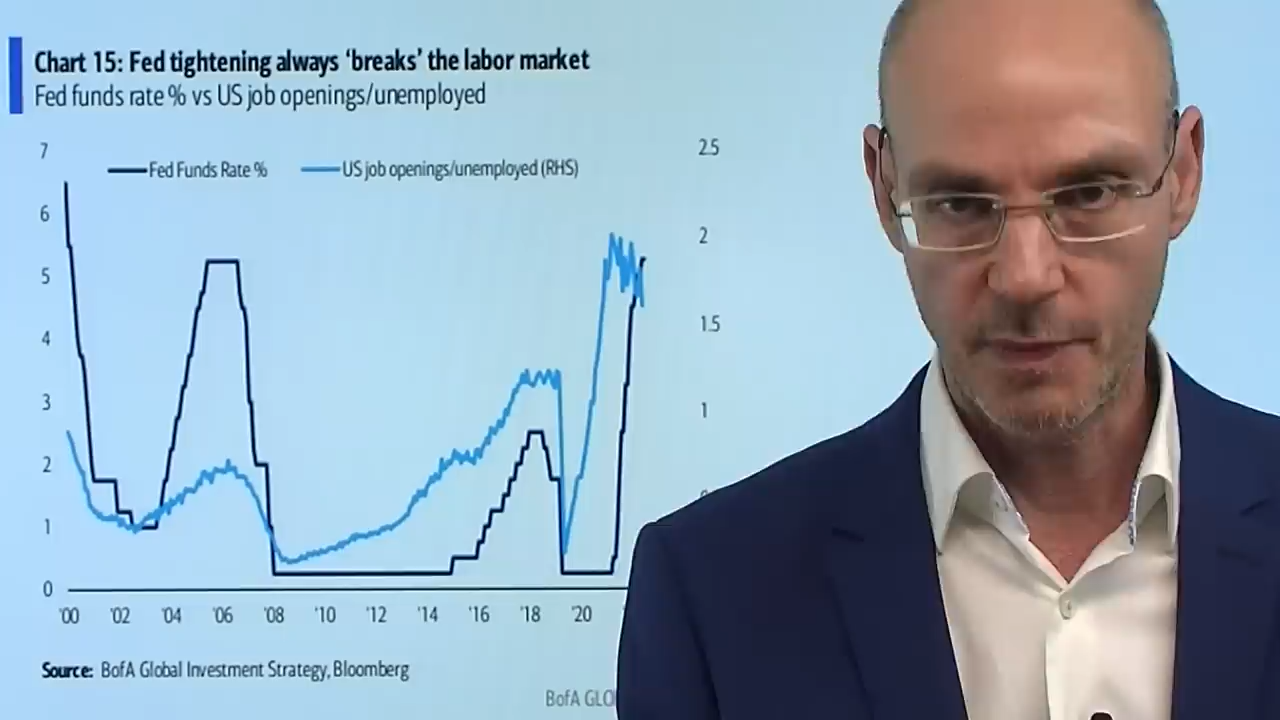 Chart 15: Fed tightening always 'breaks' the labor market
Fed funds rate % vs US job openings/unemployed
Fed Funds Rate %
US job openings/unemployed (RHS)
7
6
5
4
3
2
1
0
2.5
2
1.5
1
'00 '02 '04 '06 '08 '10 '12 '14 '16 '18 '20
Source: BofA Global Investment Strategy, Bloomberg
BofA GLO